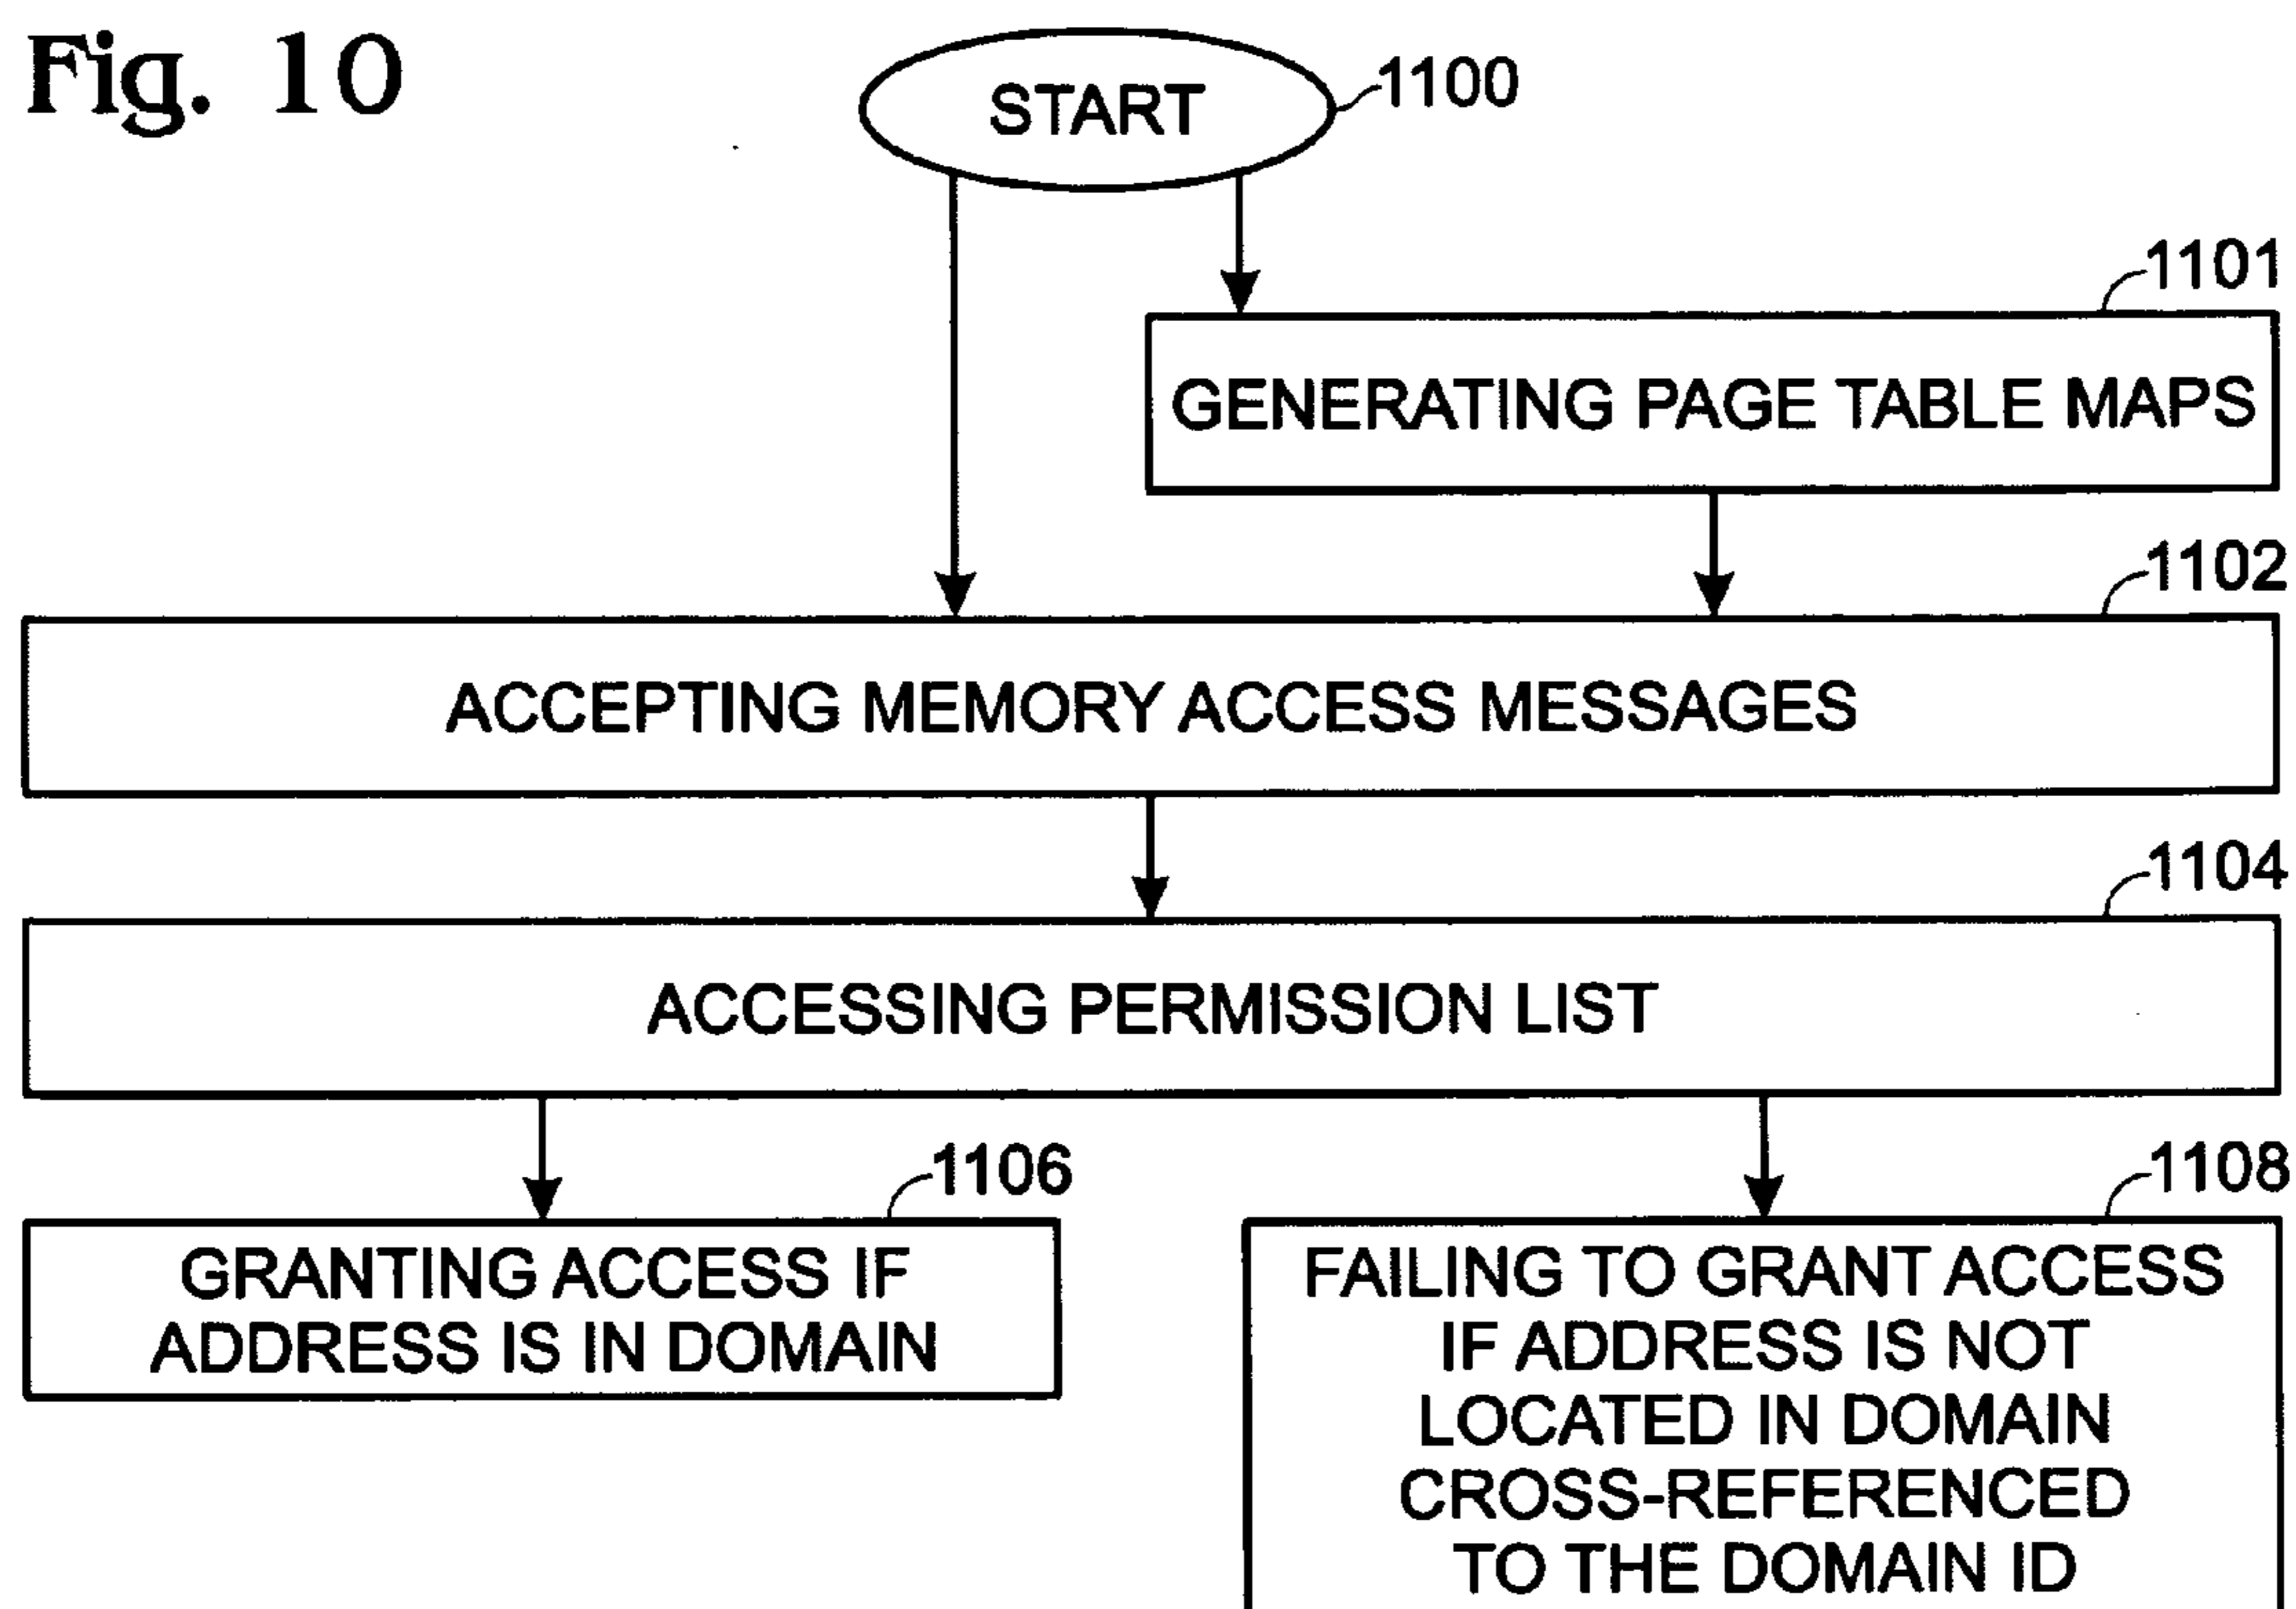 Fig. 10
START
1100
1101
GENERATING PAGE TABLE MAPS
1102
ACCEPTING MEMORY ACCESS MESSAGES
1104
ACCESSING PERMISSION LIST
1106
GRANTING ACCESS IF
ADDRESS IS IN DOMAIN
1108
FAILING TO GRANT ACCESS
IF ADDRESS IS NOT
LOCATED IN DOMAIN
CROSS-REFERENCED
TO THE DOMAIN ID